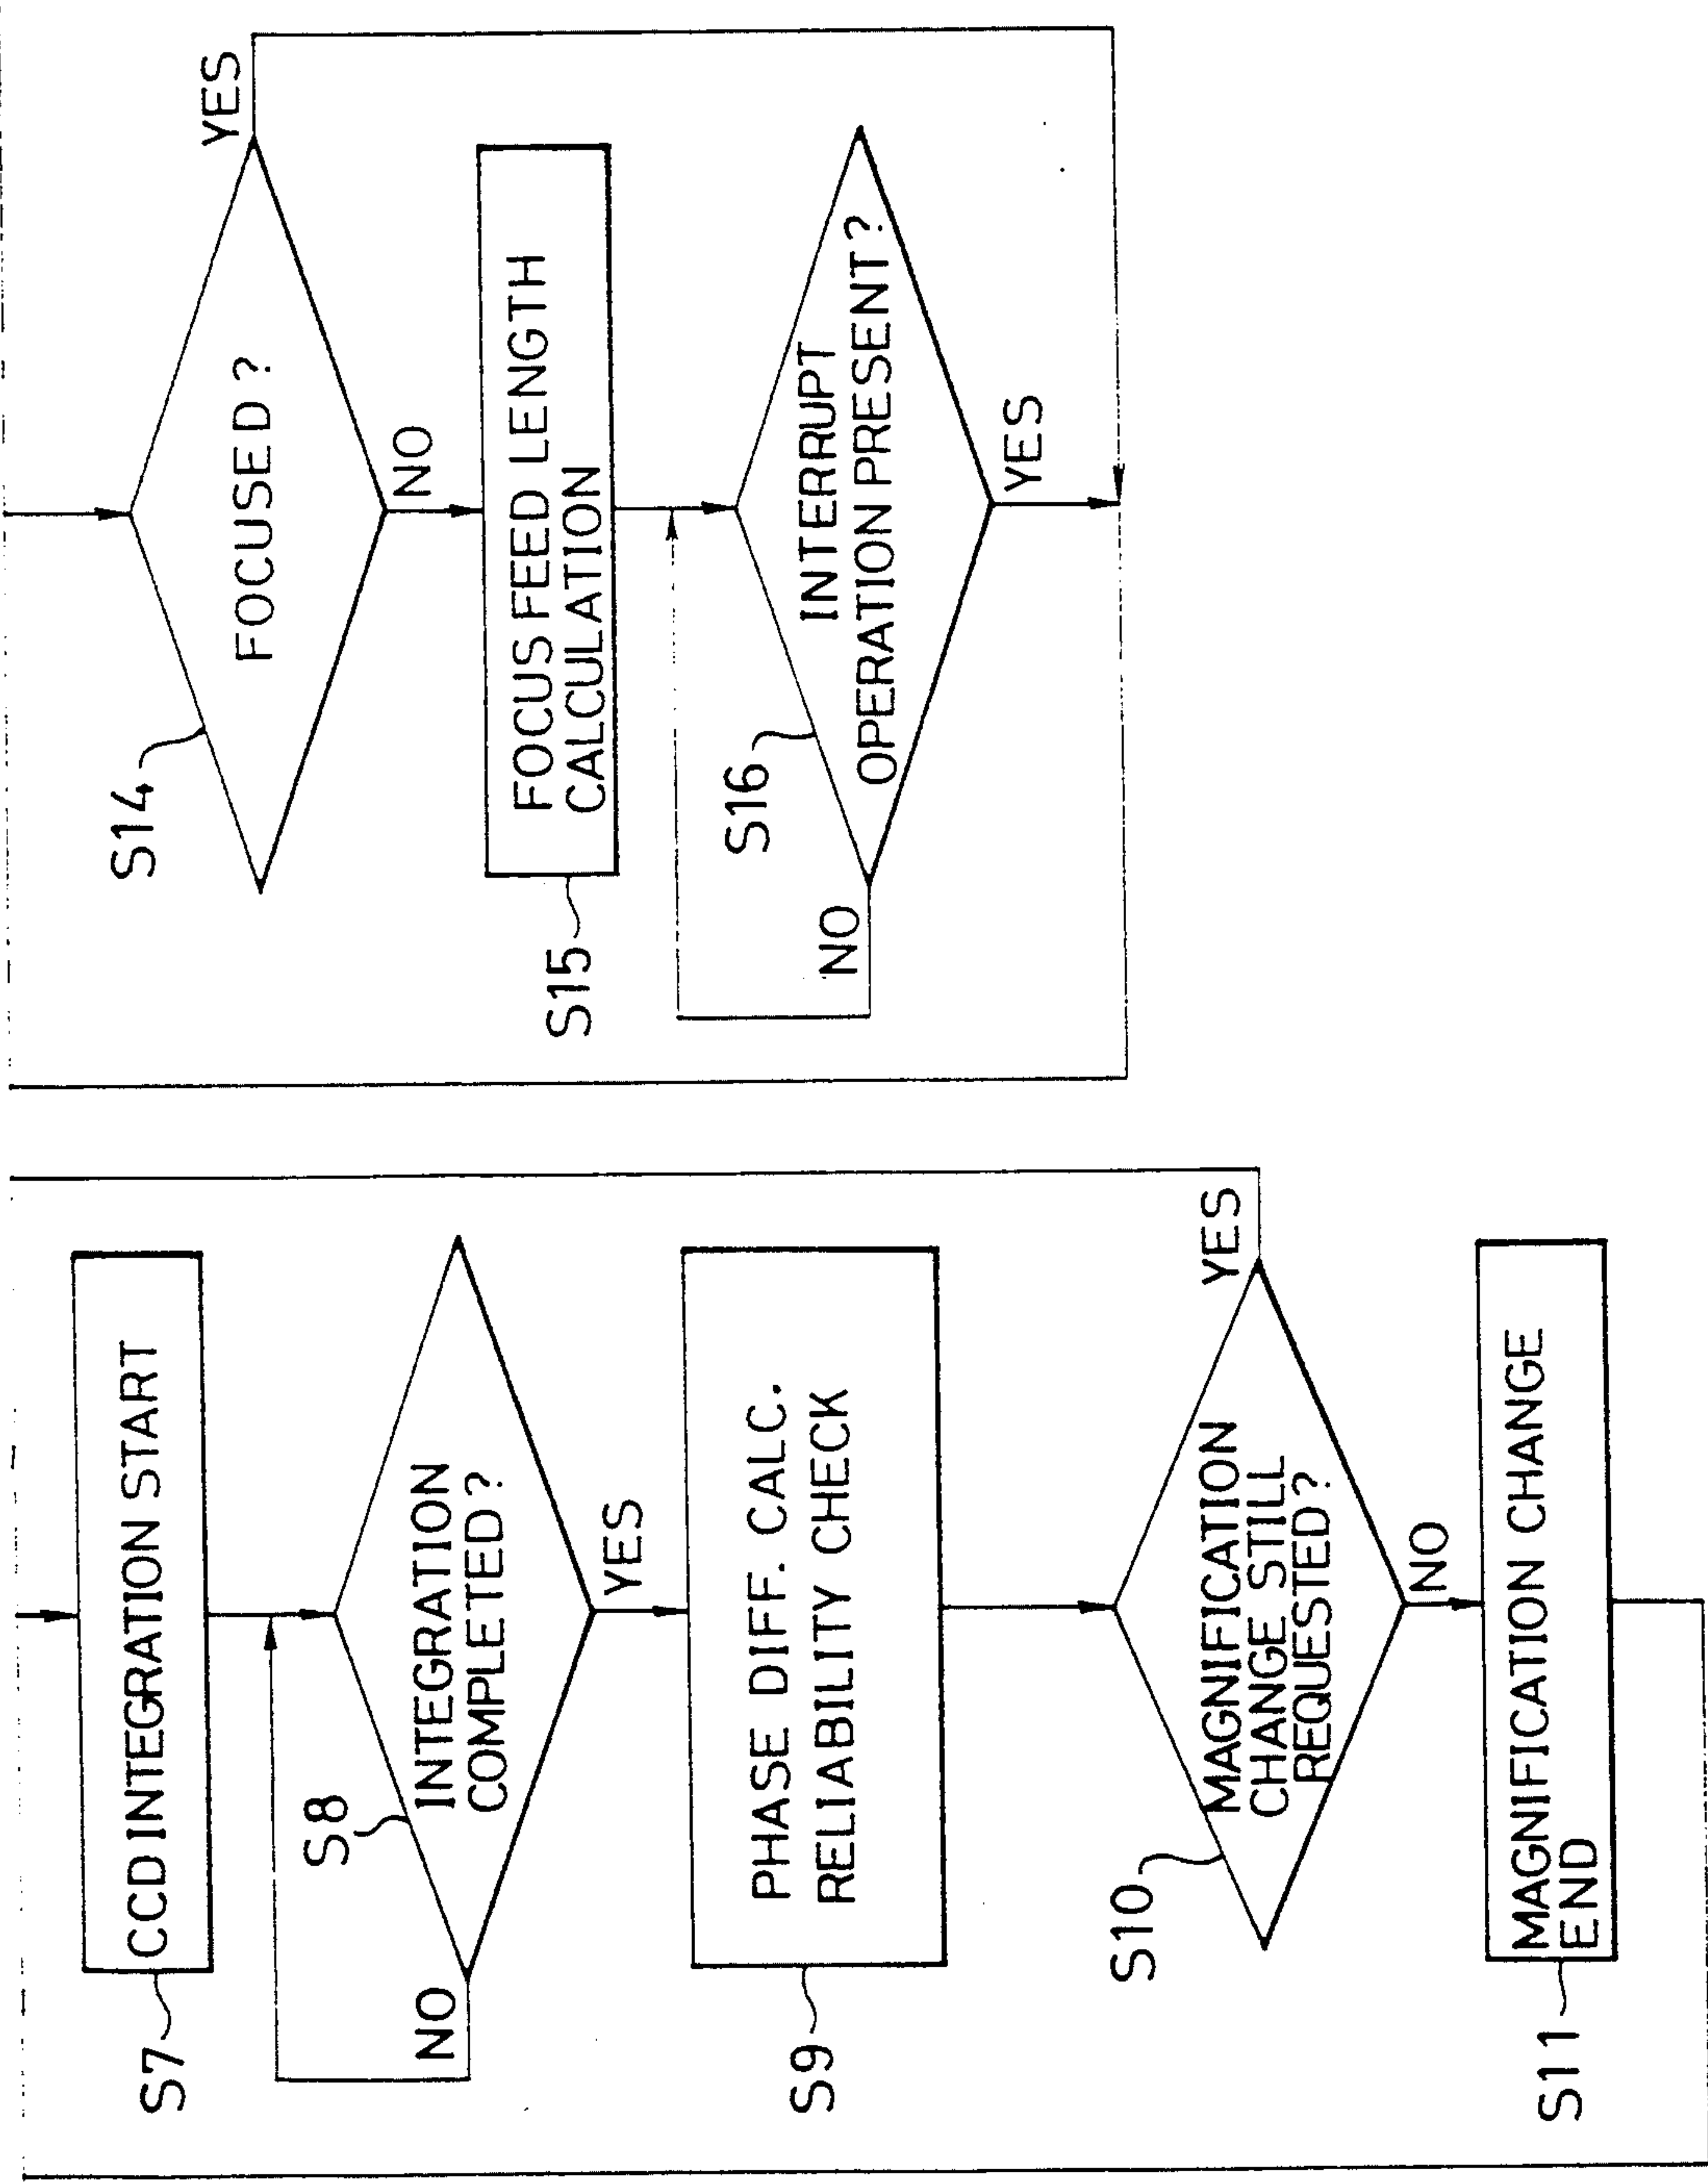 S7
CCD INTEGRATION START
S8
INTEGRATION
COMPLETED?
NO
YES
S9
PHASE DIFF. CALC.
RELIABILITY CHECK
S10
MAGNIFICATION
CHANGE STILL
REQUESTED?
YES
NO
S11
MAGNIFICATION CHANGE
END
S14
FOCUSED?
YES
NO
S15
FOCUS FEED LENGTH
CALCULATION
S16
INTERRUPT
OPERATION PRESENT?
NO
YES